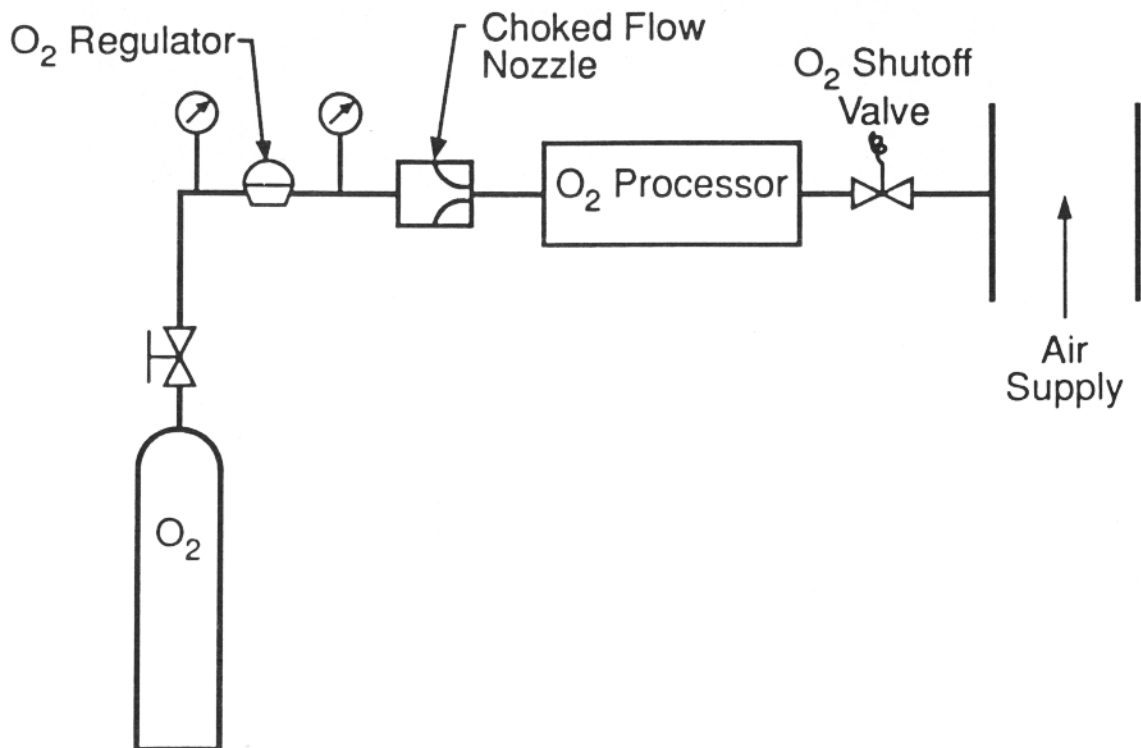 O₂ Regulator
Choked Flow
Nozzle
O₂ Shutoff
Valve
O₂ Processor
Air
Supply
O₂